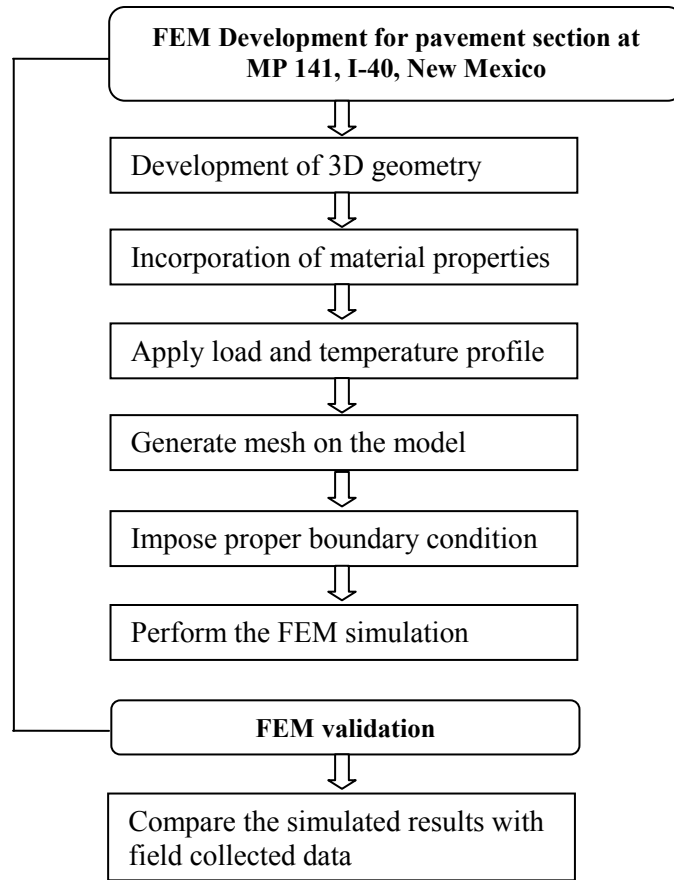 FEM Development for pavement section at
MP 141, I-40, New Mexico
Development of 3D geometry
Incorporation of material properties
Apply load and temperature profile
Generate mesh on the model
Impose proper boundary condition
Perform the FEM simulation
FEM validation
Compare the simulated results with
field collected data